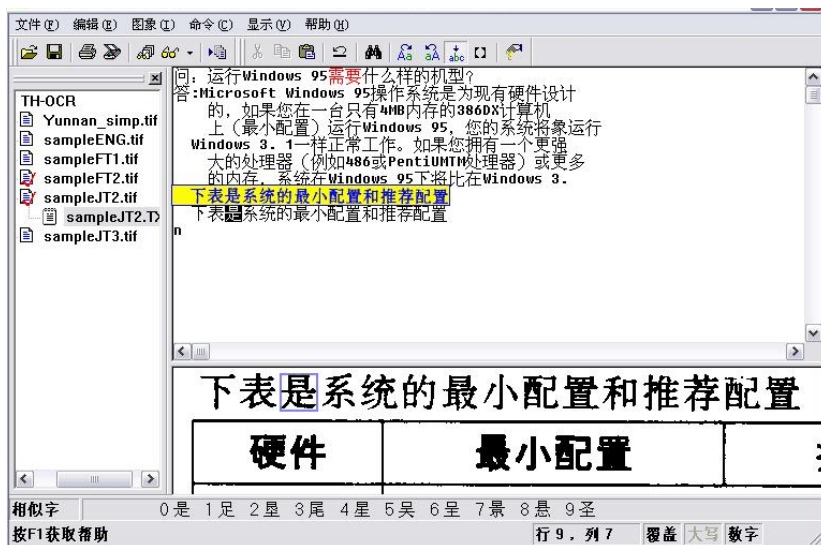 文件(F) 编辑(E) 图象(I) 命令(C) 显示(V) 帮助(H)
TH-OCR
Yunnan_simp.tif
sampleENG.tif
sampleFT1.tif
sampleFT2.tif
sampleJT2.tif
sampleJT2.T
sampleJT3.tif
问: 运行Windows 95需要什么样的机型?
答:Microsoft Windows 95操作系统是为现有硬件设计
的, 如果您在一台只有4MB内存的386DX计算机
上(最小配置)运行Windows 95, 您的系统将象运行
Windows 3. 1一样正常工作。如果您拥有一个更强
大的处理器(例如486或PentiUMTM处理器)或更多
的内存, 系统在Windows 95下将比在Windows 3.
下表是系统的最小配置和推荐配置
下表是系统的最小配置和推荐配置
n
下表是系统的最小配置和推荐配置
硬件 最小配置
相似字 0是 1足 2垦 3尾 4星 5吴 6呈 7景 8悬 9圣
按F1获取帮助 行9, 列7 覆盖 大写 数字